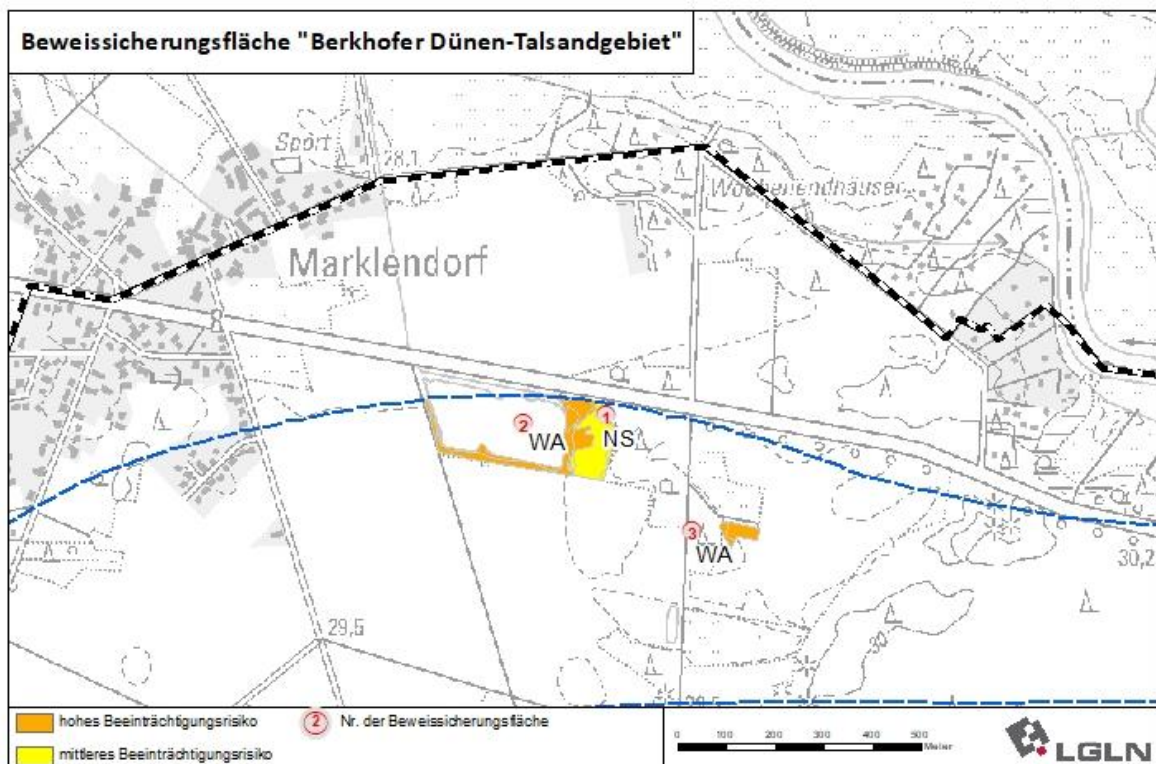 Beweissicherungsfläche "Berkhofer Dünen-Talsandgebiet"
Sport
28,1
Wochenendhäuser
Marklendorf
8
2
WA
1
NS
3
WA
30,2
29,5
30
hohes Beeinträchtigungsrisiko
2
Nr. der Beweissicherungsfläche
mittleres Beeinträchtigungsrisiko
0 100 200 300 400 500
Meter
LGLN